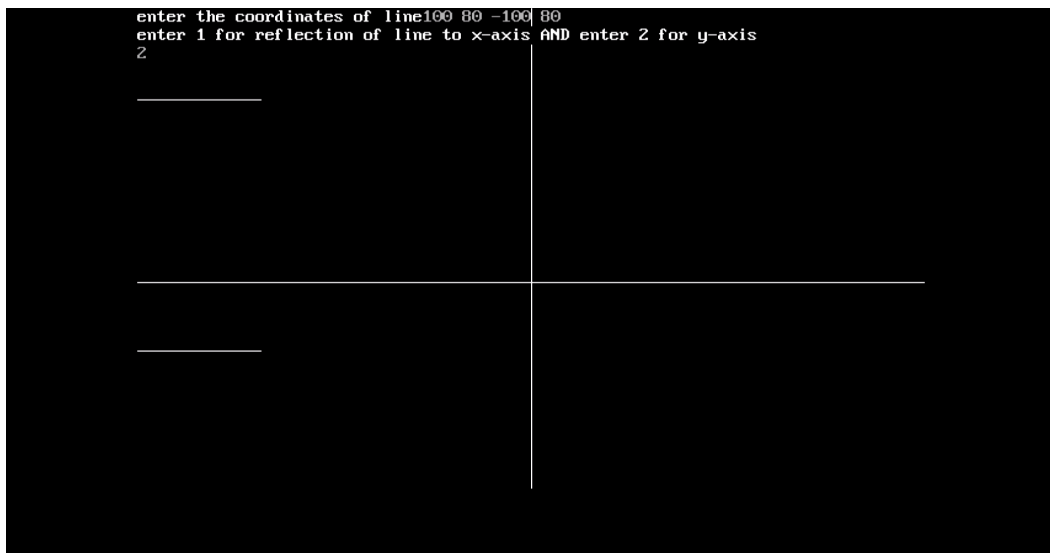 enter the coordinates of line100 80 -100 80
enter 1 for reflection of line to x-axis AND enter 2 for y-axis
2